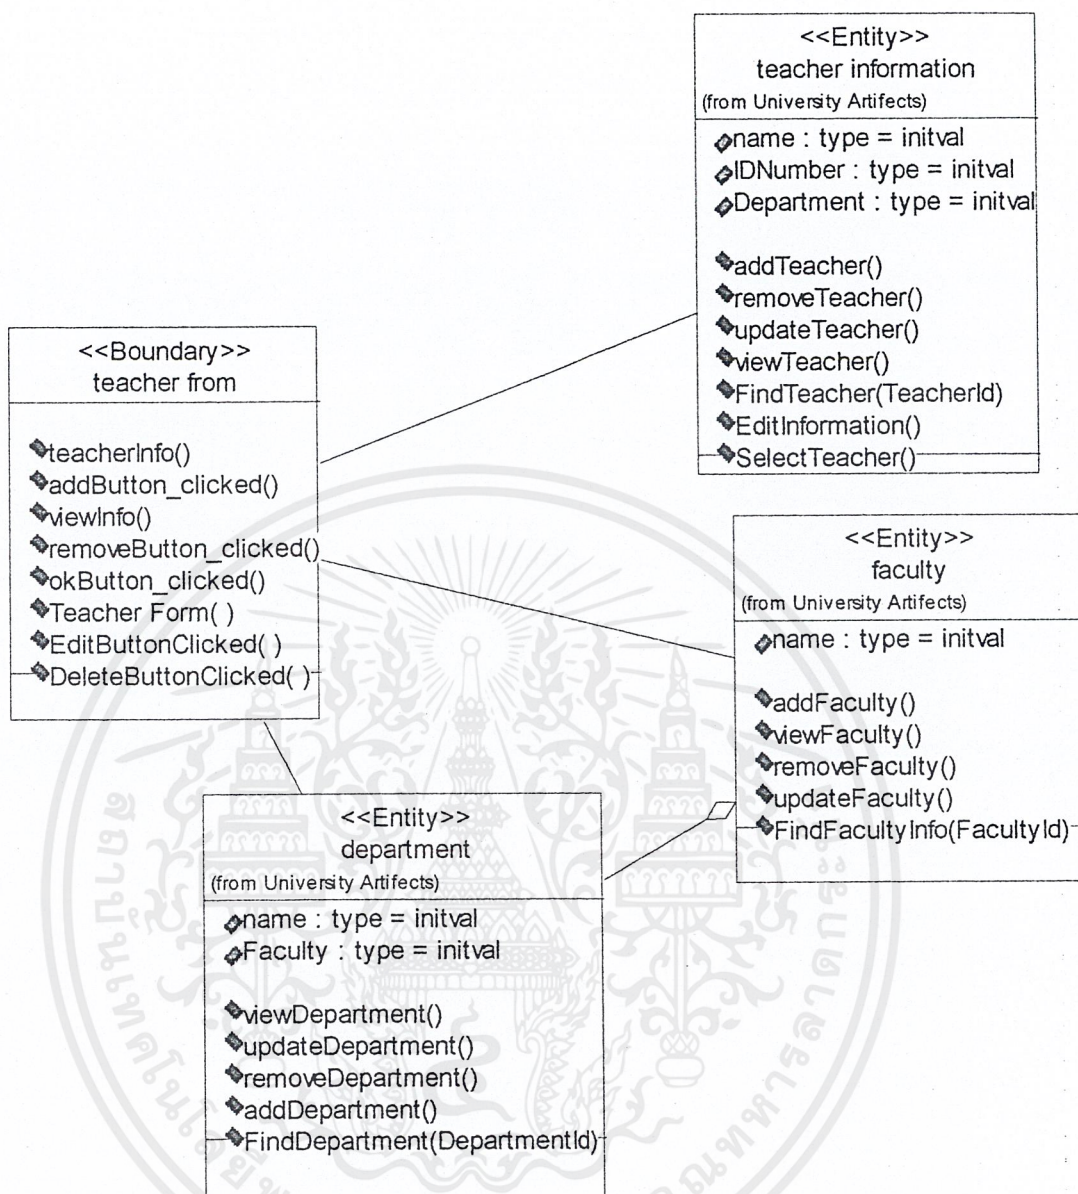 <<Entity>>
teacher information
(from University Artifects)
name : type = initval
IDNumber : type = initval
Department : type = initval
addTeacher()
removeTeacher()
updateTeacher()
viewTeacher()
FindTeacher(TeacherId)
EditInformation()
SelectTeacher()
<<Boundary>>
teacher from
teacherInfo()
addButton_clicked()
viewInfo()
removeButton_clicked()
okButton_clicked()
Teacher Form( )
EditButtonClicked( )
DeleteButtonClicked( )
<<Entity>>
faculty
(from University Artifects)
name : type = initval
addFaculty()
viewFaculty()
removeFaculty()
updateFaculty()
FindFacultyInfo(FacultyId)
<<Entity>>
department
(from University Artifects)
name : type = initval
Faculty : type = initval
viewDepartment()
updateDepartment()
removeDepartment()
addDepartment()
FindDepartment(DepartmentId)